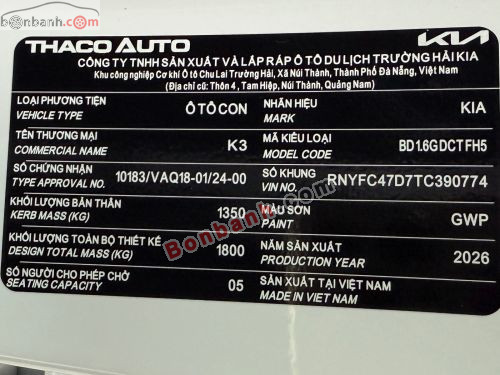 Bonbanh.com
THACO AUTO
KIA
CÔNG TY TNHH SẢN XUẤT VÀ LẮP RÁP Ô TÔ DU LỊCH TRƯỜNG HẢI KIA
Khu công nghiệp Cơ khí Ô tô Chu Lai Trường Hải, Xã Núi Thành, Thành Phố Đà Nẵng, Việt Nam
(Địa chỉ cũ: Thôn 4, Tam Hiệp, Núi Thành, Quảng Nam)
LOẠI PHƯƠNG TIỆN
VEHICLE TYPE
Ô TÔ CON
NHÃN HIỆU
MARK
KIA
TÊN THƯƠNG MẠI
COMMERCIAL NAME
K3
MÃ KIỂU LOẠI
MODEL CODE
BD1.6GDCTFH5
SỐ CHỨNG NHẬN
TYPE APPROVAL NO.
10183/VAQ18-01/24-00
SỐ KHUNG
VIN NO.
RNYFC47D7TC390774
KHỐI LƯỢNG BẢN THÂN
KERB MASS (KG)
1350
MÀU SƠN
PAINT
GWP
KHỐI LƯỢNG TOÀN BỘ THIẾT KẾ
DESIGN TOTAL MASS (KG)
1800
NĂM SẢN XUẤT
PRODUCTION YEAR
2026
SỐ NGƯỜI CHO PHÉP CHỞ
SEATING CAPACITY
05
SẢN XUẤT TẠI VIỆT NAM
MADE IN VIETNAM
Bonbanh.com